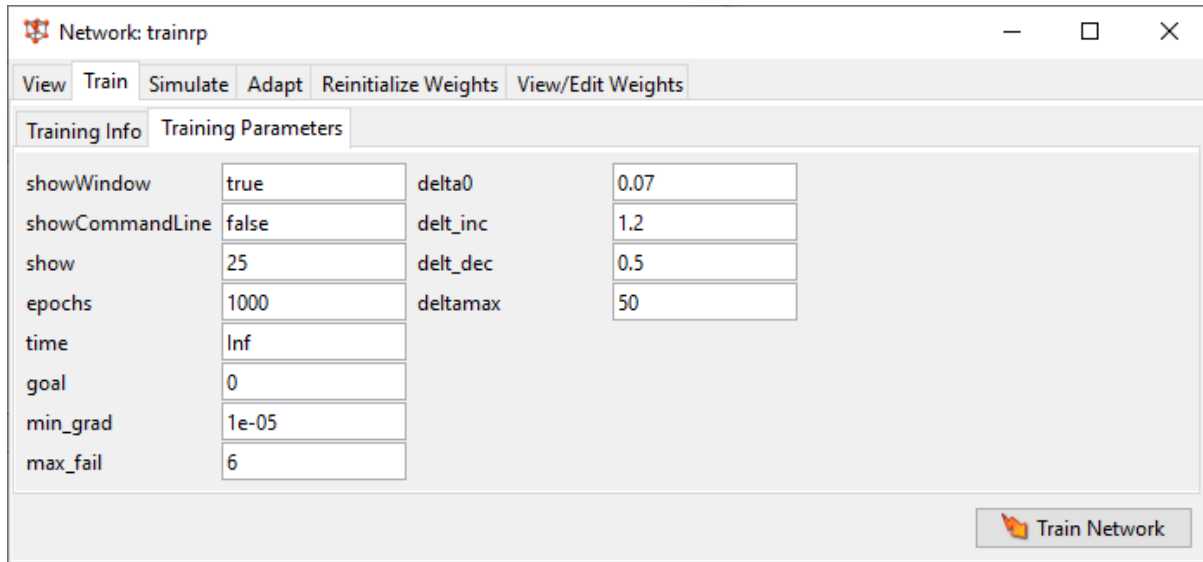 Network: trainrp
View Train Simulate Adapt Reinitialize Weights View/Edit Weights
Training Info Training Parameters
showWindow true delta0 0.07
showCommandLine false delt_inc 1.2
show 25 delt_dec 0.5
epochs 1000 deltamax 50
time Inf
goal 0
min_grad 1e-05
max_fail 6
Train Network